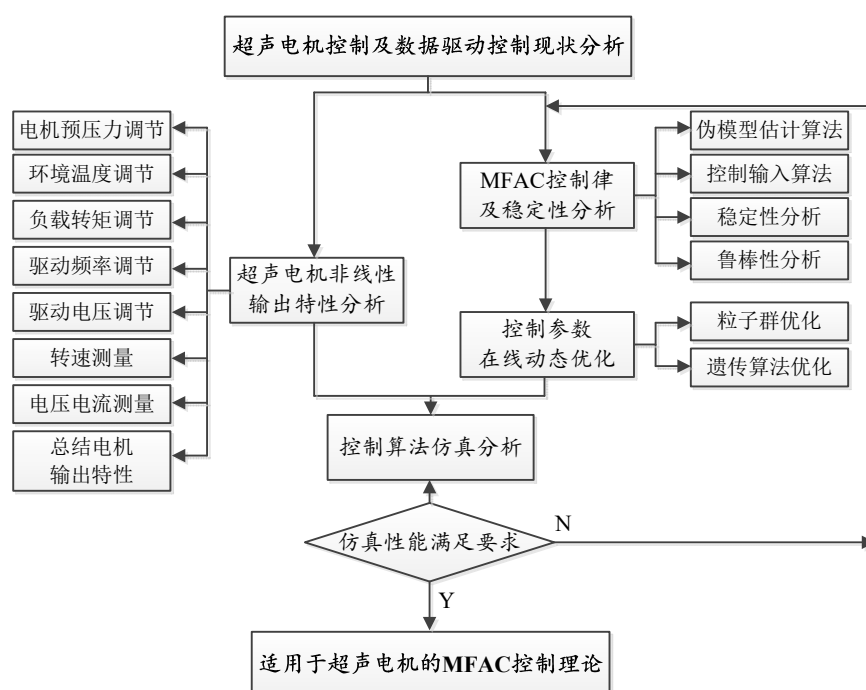 超声电机控制及数据驱动控制现状分析
电机预压力调节
环境温度调节
负载转矩调节
驱动频率调节
驱动电压调节
转速测量
电压电流测量
总结电机
输出特性
超声电机非线性
输出特性分析
MFAC控制律
及稳定性分析
伪模型估计算法
控制输入算法
稳定性分析
鲁棒性分析
控制参数
在线动态优化
粒子群优化
遗传算法优化
控制算法仿真分析
仿真性能满足要求
N
Y
适用于超声电机的MFAC控制理论